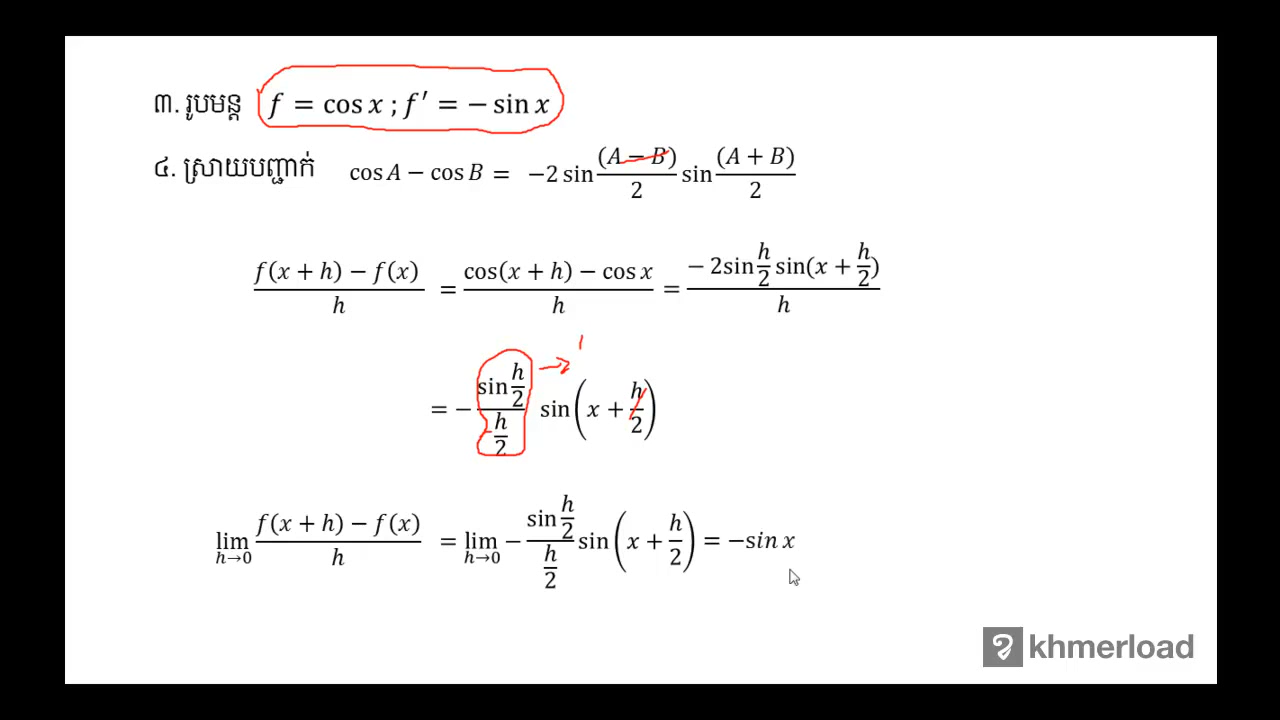 ៣. រូបមន្ត f = cos x ; f′ = − sin x
៤. ស្រាយបញ្ជាក់ cos A − cos B = −2 sin (A − B)/2 sin (A + B)/2
(f(x + h) − f(x))/h = (cos(x + h) − cos x)/h = (− 2sin h/2 sin(x + h/2))/h
1
= − (sin h/2)/(h/2) sin(x + h/2)
lim h→0 (f(x + h) − f(x))/h = lim h→0 − (sin h/2)/(h/2) sin(x + h/2) = −sin x
khmerload